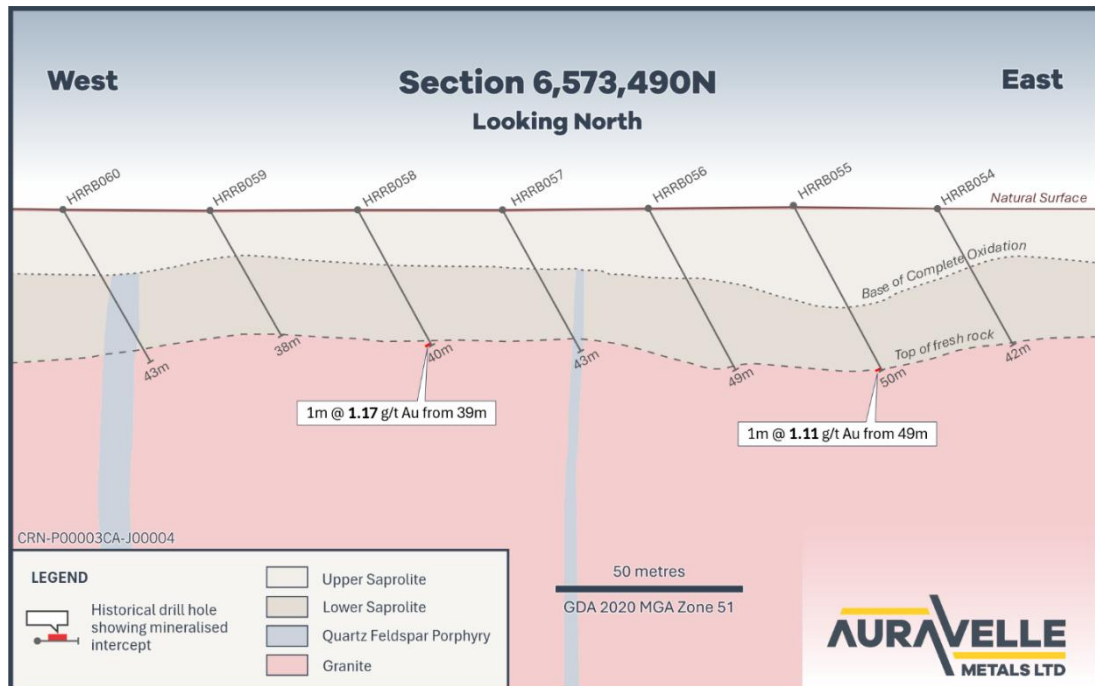 West
Section 6,573,490N
East
Looking North
HRRB060
HRRB059
HRRB058
HRRB057
HRRB056
HRRB055
HRRB054
Natural Surface
Base of Complete Oxidation
Top of fresh rock
43m
38m
40m
43m
49m
50m
42m
1m @ 1.17 g/t Au from 39m
1m @ 1.11 g/t Au from 49m
CRN-P00003CA-J00004
LEGEND
Historical drill hole
showing mineralised
intercept
Upper Saprolite
Lower Saprolite
Quartz Feldspar Porphyry
Granite
50 metres
GDA 2020 MGA Zone 51
AURAVELLE
METALS LTD